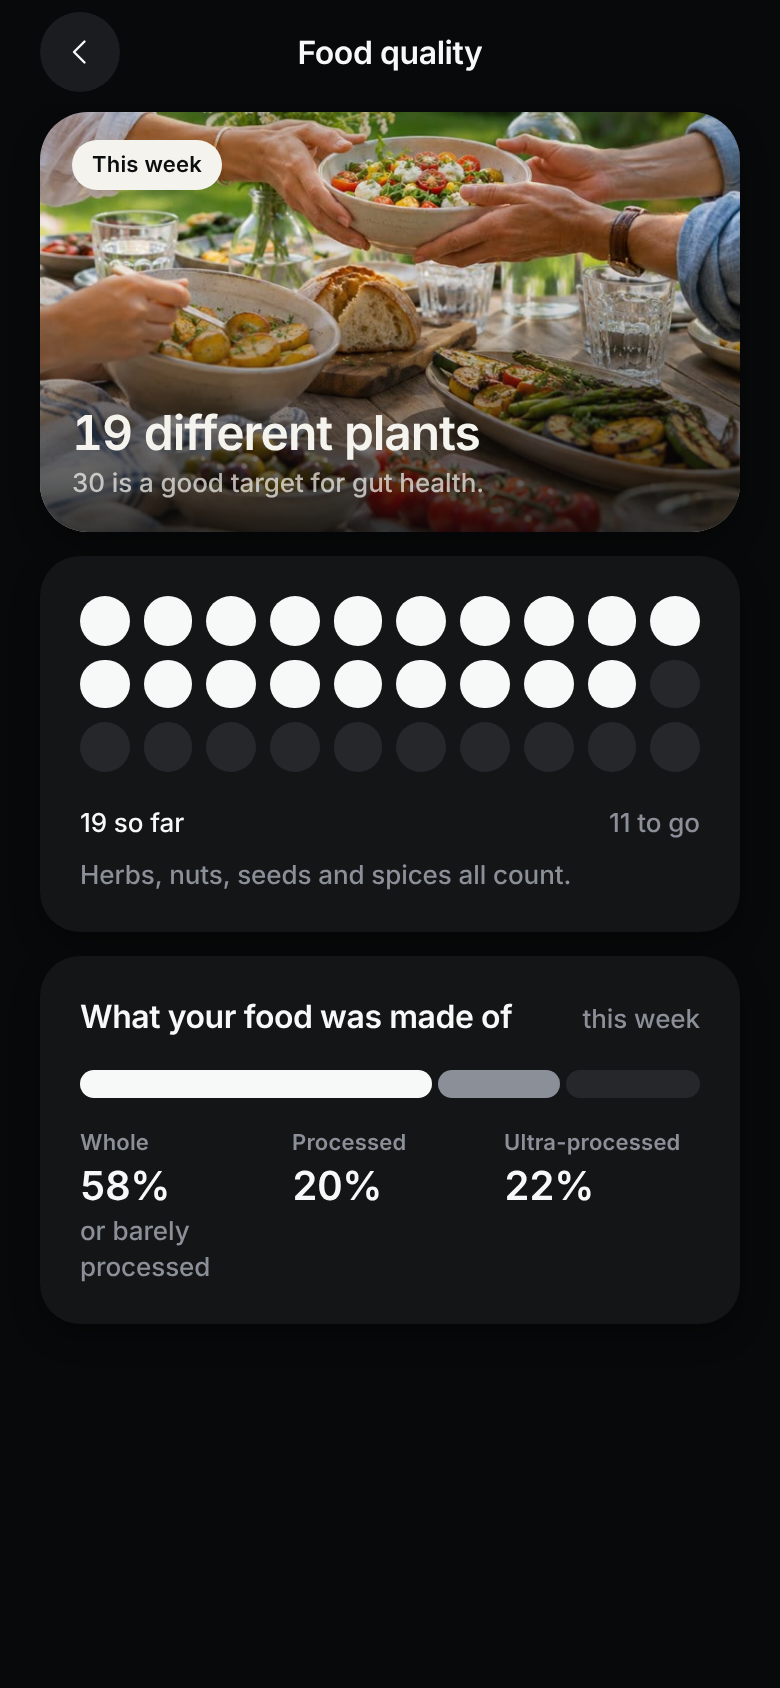 Food quality
This week
19 different plants
30 is a good target for gut health.
19 so far
11 to go
Herbs, nuts, seeds and spices all count.
What your food was made of
this week
Whole
Processed
Ultra-processed
58%
20%
22%
or barely
processed